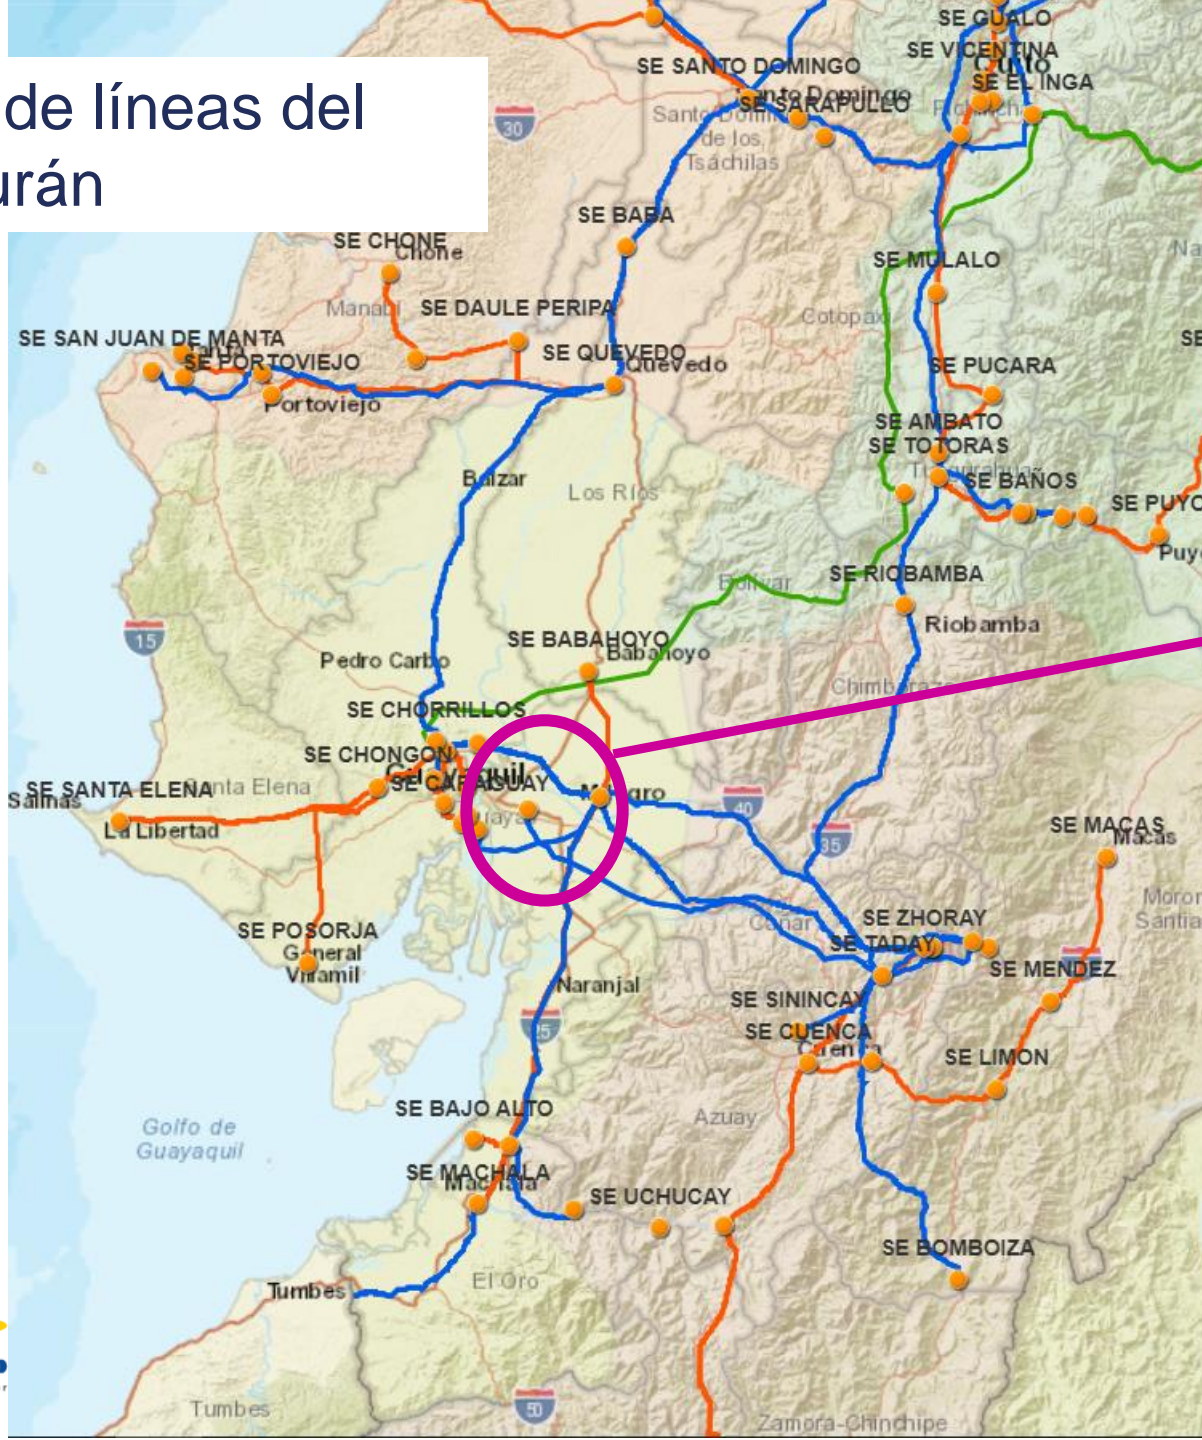 de líneas del
urán
SE GUALO
SE VICENTINA
Quito
SE SANTO DOMINGO
SE EL INGA
Santo Domingo
SE SARAPULLO
30
de los
Tsáchilas
SE BABA
SE CHONE
Chone
SE MULALO
Manabí
SE DAULE PERIPA
Cotopaxi
SE SAN JUAN DE MANTA
SE QUEVEDO
Quevedo
SE PORTOVIEJO
SE PUCARA
Portoviejo
SE AMBATO
SE TOTORAS
Balzar
Los Ríos
SE BAÑOS
SE PUYO
Puy
Bolívar
SE RIOBAMBA
Riobamba
15
SE BABAHOYO
Babahoyo
Pedro Carbo
Chimborazo
SE CHORRILLOS
SE CHONGON
SE SANTA ELENA
Santa Elena
SE CARAGUAY
Milagro
Salinas
La Libertad
40
35
SE MACAS
Macas
Moror
Santia
SE ZHORAY
Cañar
SE TADAY
SE POSORJA
General
Villamil
SE MENDEZ
Naranjal
SE SININCAY
25
SE CUENCA
Cuenca
SE LIMON
SE BAJO ALTO
Azuay
Golfo de
Guayaquil
SE MACHALA
Machala
SE UCHUCAY
SE BOMBOIZA
El Oro
Tumbes
Tumbes
50
Zamora-Chinchipe